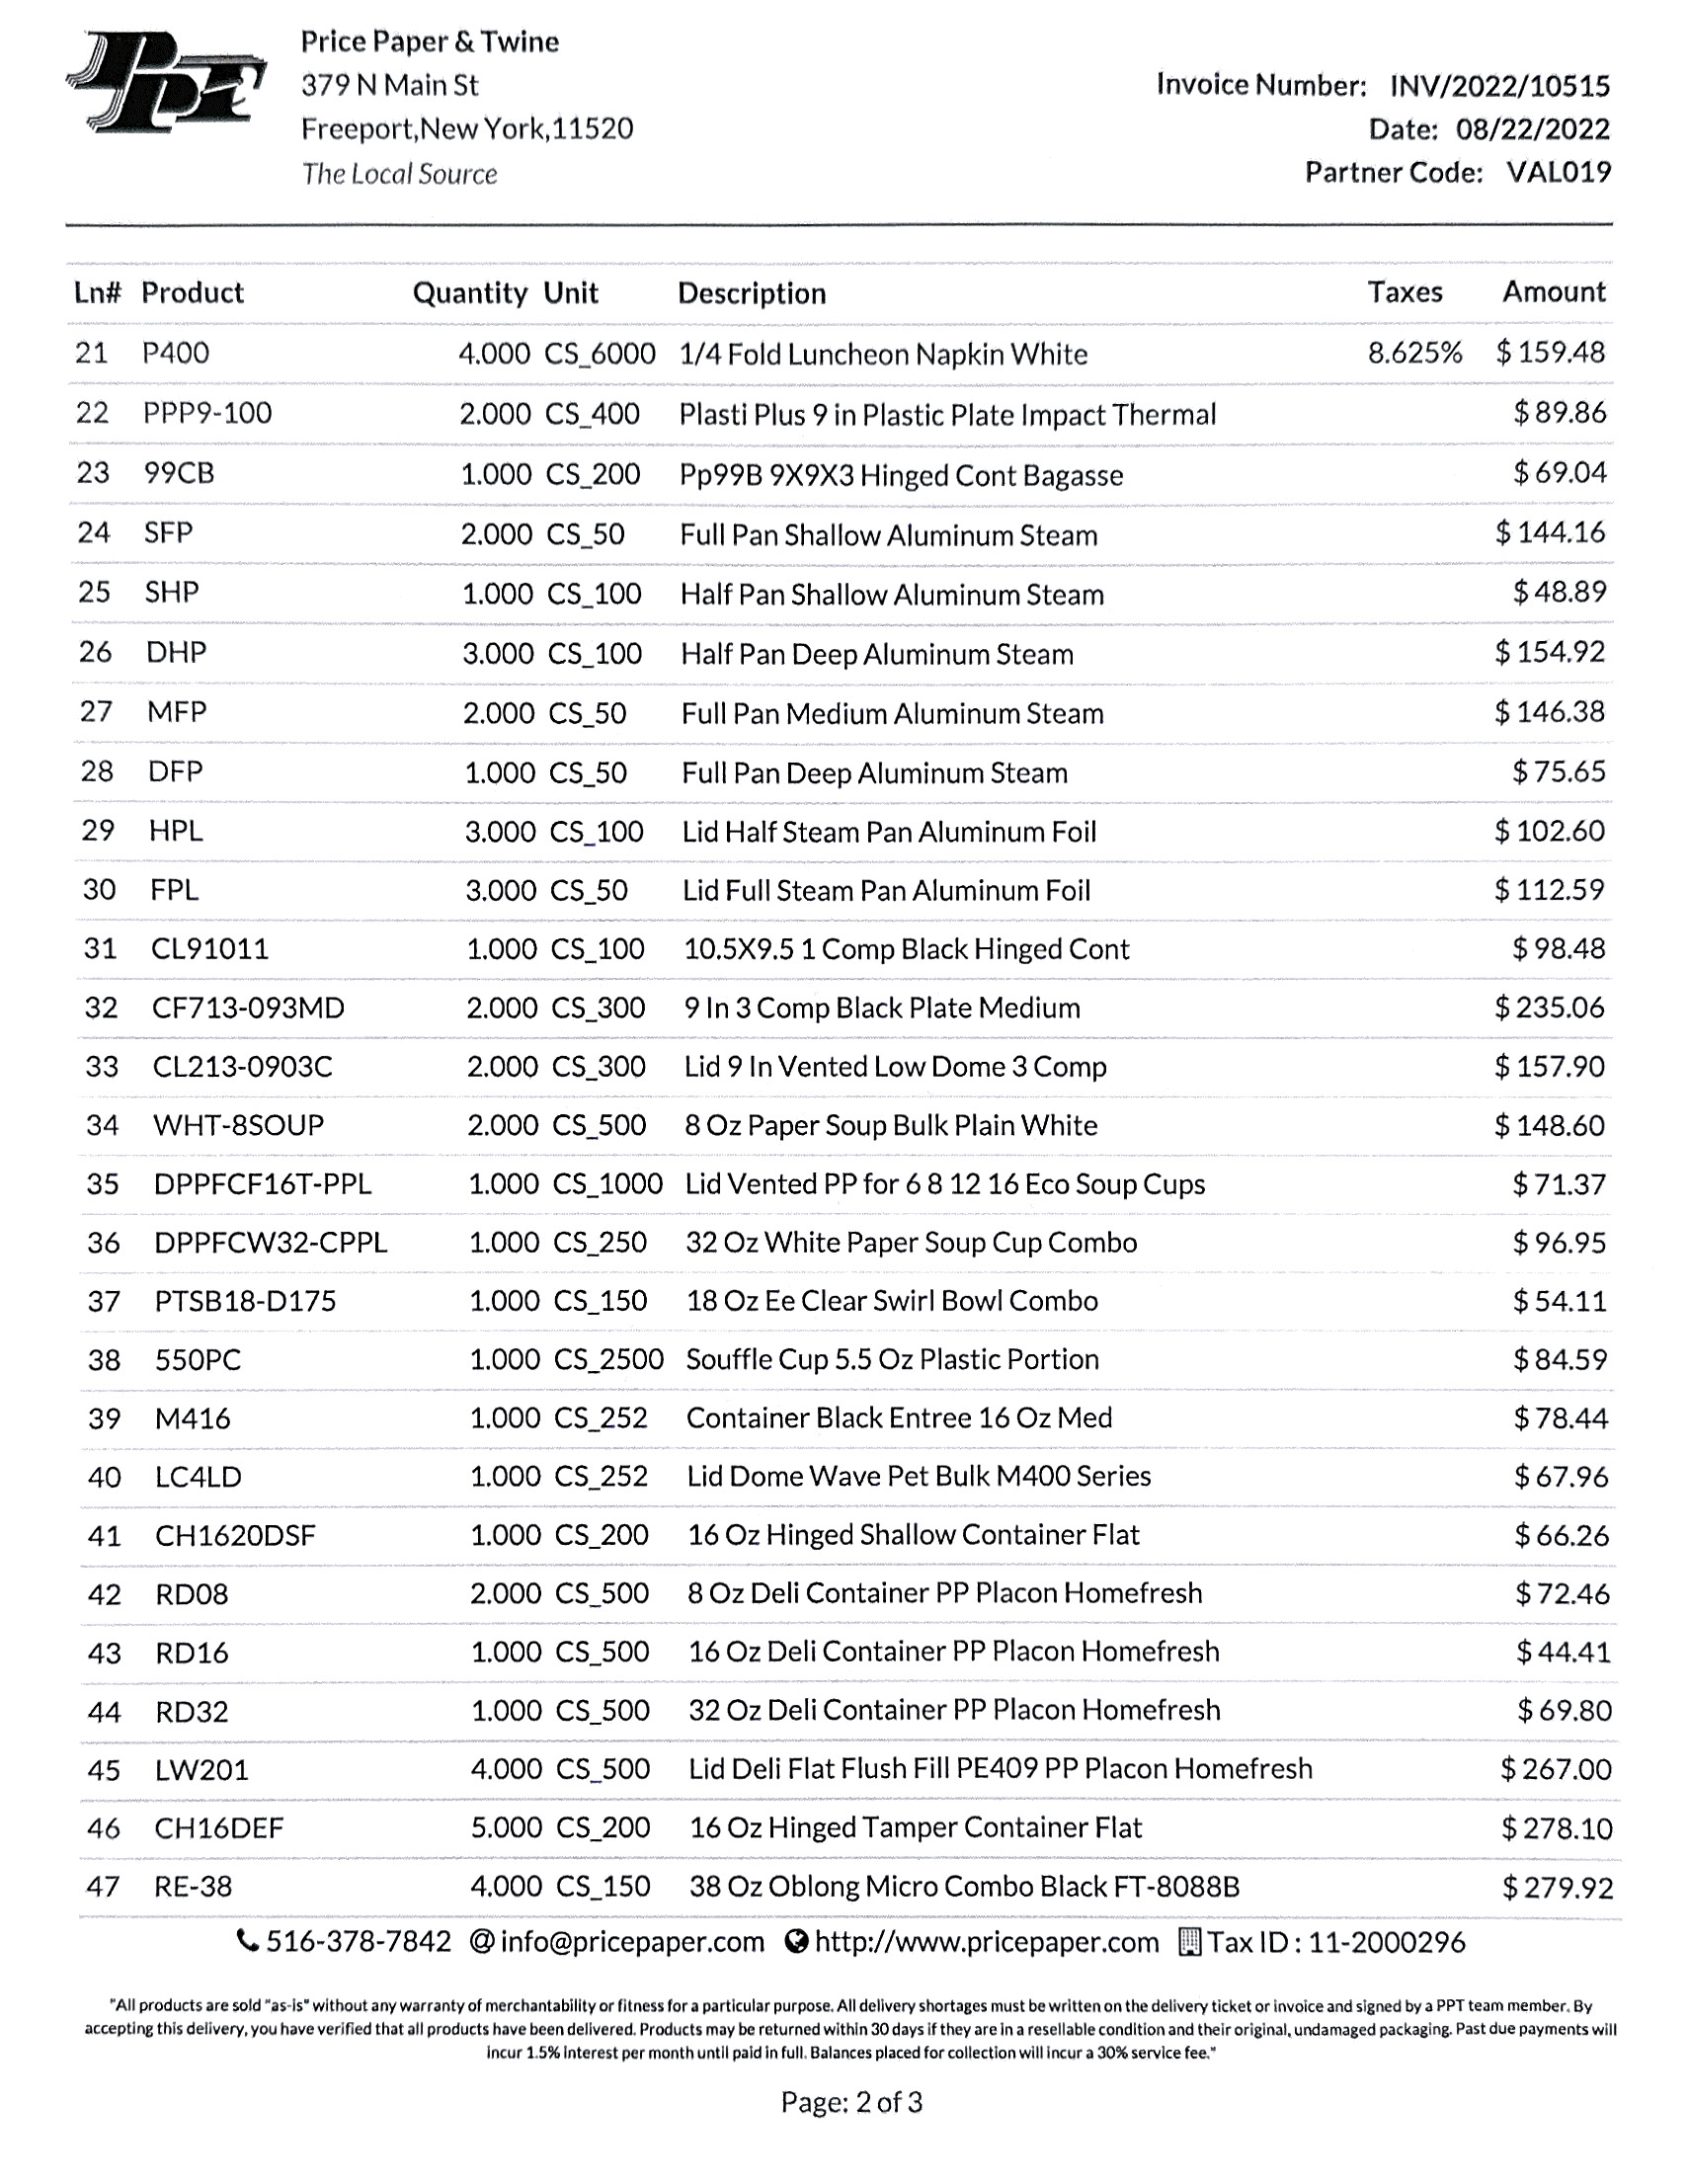 PPT
Price Paper & Twine
379 N Main St
Freeport,New York,11520
The Local Source
Invoice Number: INV/2022/10515
Date: 08/22/2022
Partner Code: VAL019
Ln# Product Quantity Unit Description Taxes Amount
21 P400 4.000 CS_6000 1/4 Fold Luncheon Napkin White 8.625% $ 159.48
22 PPP9-100 2.000 CS_400 Plasti Plus 9 in Plastic Plate Impact Thermal $ 89.86
23 99CB 1.000 CS_200 Pp99B 9X9X3 Hinged Cont Bagasse $ 69.04
24 SFP 2.000 CS_50 Full Pan Shallow Aluminum Steam $ 144.16
25 SHP 1.000 CS_100 Half Pan Shallow Aluminum Steam $ 48.89
26 DHP 3.000 CS_100 Half Pan Deep Aluminum Steam $ 154.92
27 MFP 2.000 CS_50 Full Pan Medium Aluminum Steam $ 146.38
28 DFP 1.000 CS_50 Full Pan Deep Aluminum Steam $ 75.65
29 HPL 3.000 CS_100 Lid Half Steam Pan Aluminum Foil $ 102.60
30 FPL 3.000 CS_50 Lid Full Steam Pan Aluminum Foil $ 112.59
31 CL91011 1.000 CS_100 10.5X9.5 1 Comp Black Hinged Cont $ 98.48
32 CF713-093MD 2.000 CS_300 9 In 3 Comp Black Plate Medium $ 235.06
33 CL213-0903C 2.000 CS_300 Lid 9 In Vented Low Dome 3 Comp $ 157.90
34 WHT-8SOUP 2.000 CS_500 8 Oz Paper Soup Bulk Plain White $ 148.60
35 DPPFCF16T-PPL 1.000 CS_1000 Lid Vented PP for 6 8 12 16 Eco Soup Cups $ 71.37
36 DPPFCW32-CPPL 1.000 CS_250 32 Oz White Paper Soup Cup Combo $ 96.95
37 PTSB18-D175 1.000 CS_150 18 Oz Ee Clear Swirl Bowl Combo $ 54.11
38 550PC 1.000 CS_2500 Souffle Cup 5.5 Oz Plastic Portion $ 84.59
39 M416 1.000 CS_252 Container Black Entree 16 Oz Med $ 78.44
40 LC4LD 1.000 CS_252 Lid Dome Wave Pet Bulk M400 Series $ 67.96
41 CH1620DSF 1.000 CS_200 16 Oz Hinged Shallow Container Flat $ 66.26
42 RD08 2.000 CS_500 8 Oz Deli Container PP Placon Homefresh $ 72.46
43 RD16 1.000 CS_500 16 Oz Deli Container PP Placon Homefresh $ 44.41
44 RD32 1.000 CS_500 32 Oz Deli Container PP Placon Homefresh $ 69.80
45 LW201 4.000 CS_500 Lid Deli Flat Flush Fill PE409 PP Placon Homefresh $ 267.00
46 CH16DEF 5.000 CS_200 16 Oz Hinged Tamper Container Flat $ 278.10
47 RE-38 4.000 CS_150 38 Oz Oblong Micro Combo Black FT-8088B $ 279.92
516-378-7842 @ info@pricepaper.com http://www.pricepaper.com Tax ID : 11-2000296
"All products are sold "as-is" without any warranty of merchantability or fitness for a particular purpose. All delivery shortages must be written on the delivery ticket or invoice and signed by a PPT team member. By
accepting this delivery, you have verified that all products have been delivered. Products may be returned within 30 days if they are in a resellable condition and their original, undamaged packaging. Past due payments will
incur 1.5% interest per month until paid in full. Balances placed for collection will incur a 30% service fee."
Page: 2 of 3